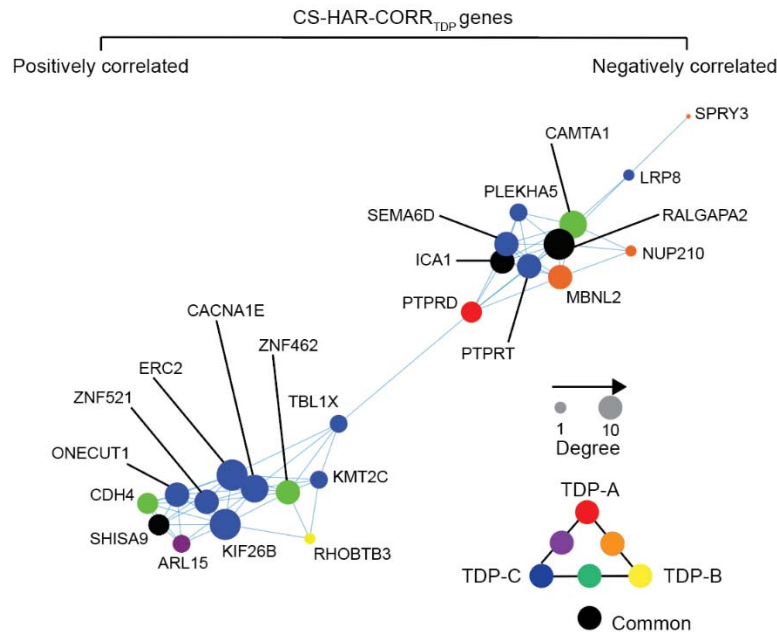 CS-HAR-CORR_TDP genes
Positively correlated
Negatively correlated
SPRY3
CAMTA1
LRP8
PLEKHA5
SEMA6D
RALGAPA2
ICA1
NUP210
PTPRD
MBNL2
CACNA1E
PTPRT
ZNF462
ERC2
TBL1X
ZNF521
1 10
Degree
ONECUT1
KMT2C
CDH4
TDP-A
SHISA9
ARL15
KIF26B
RHOBTB3
TDP-C
TDP-B
Common